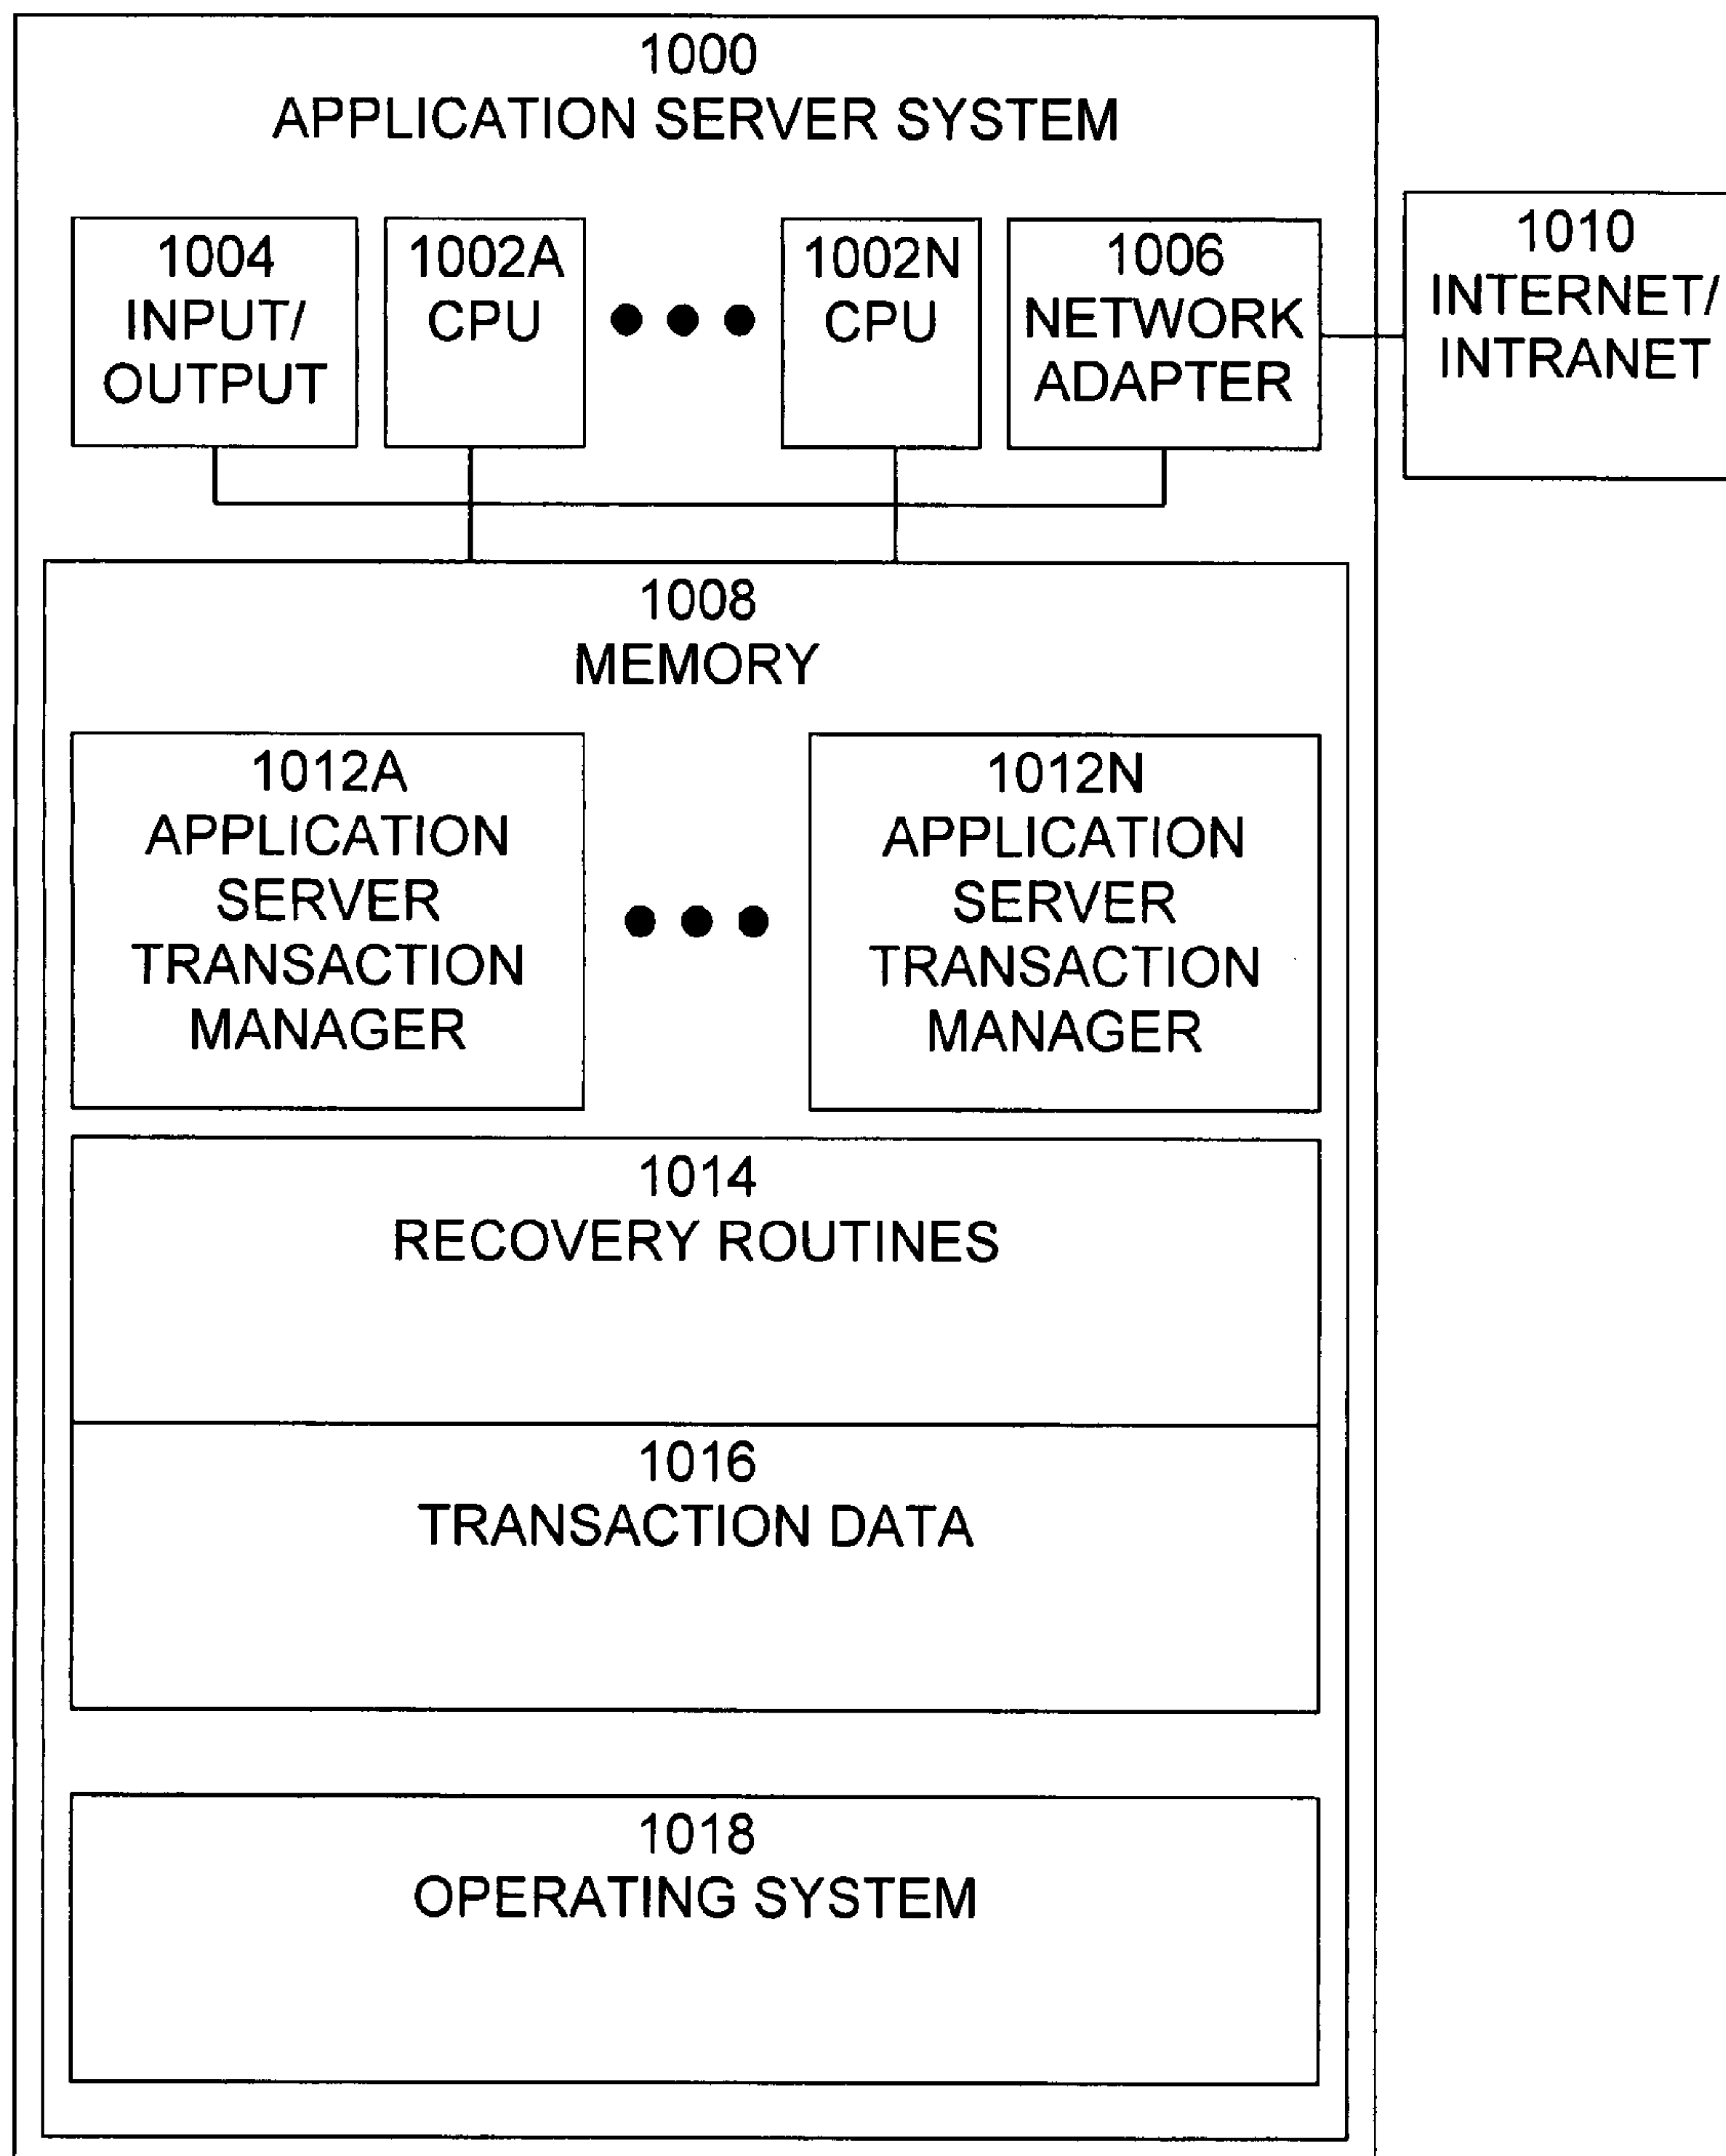 1000
APPLICATION SERVER SYSTEM
1004
INPUT/
OUTPUT
1002A
CPU
1002N
CPU
1006
NETWORK
ADAPTER
1010
INTERNET/
INTRANET
1008
MEMORY
1012A
APPLICATION
SERVER
TRANSACTION
MANAGER
1012N
APPLICATION
SERVER
TRANSACTION
MANAGER
1014
RECOVERY ROUTINES
1016
TRANSACTION DATA
1018
OPERATING SYSTEM